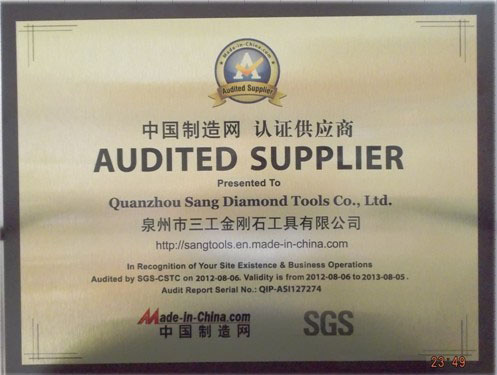 Made-in-China.com
Audited Supplier
中国制造网 认证供应商
AUDITED SUPPLIER
Presented To
Quanzhou Sang Diamond Tools Co., Ltd.
泉州市三工金刚石工具有限公司
http://sangtools.en.made-in-china.com
In Recognition of Your Site Existence & Business Operations
Audited by SGS-CSTC on 2012-08-06. Validity is from 2012-08-06 to 2013-08-05.
Audit Report Serial No.: QIP-ASI127274
Made-in-China.com
中国制造网
SGS
23:49